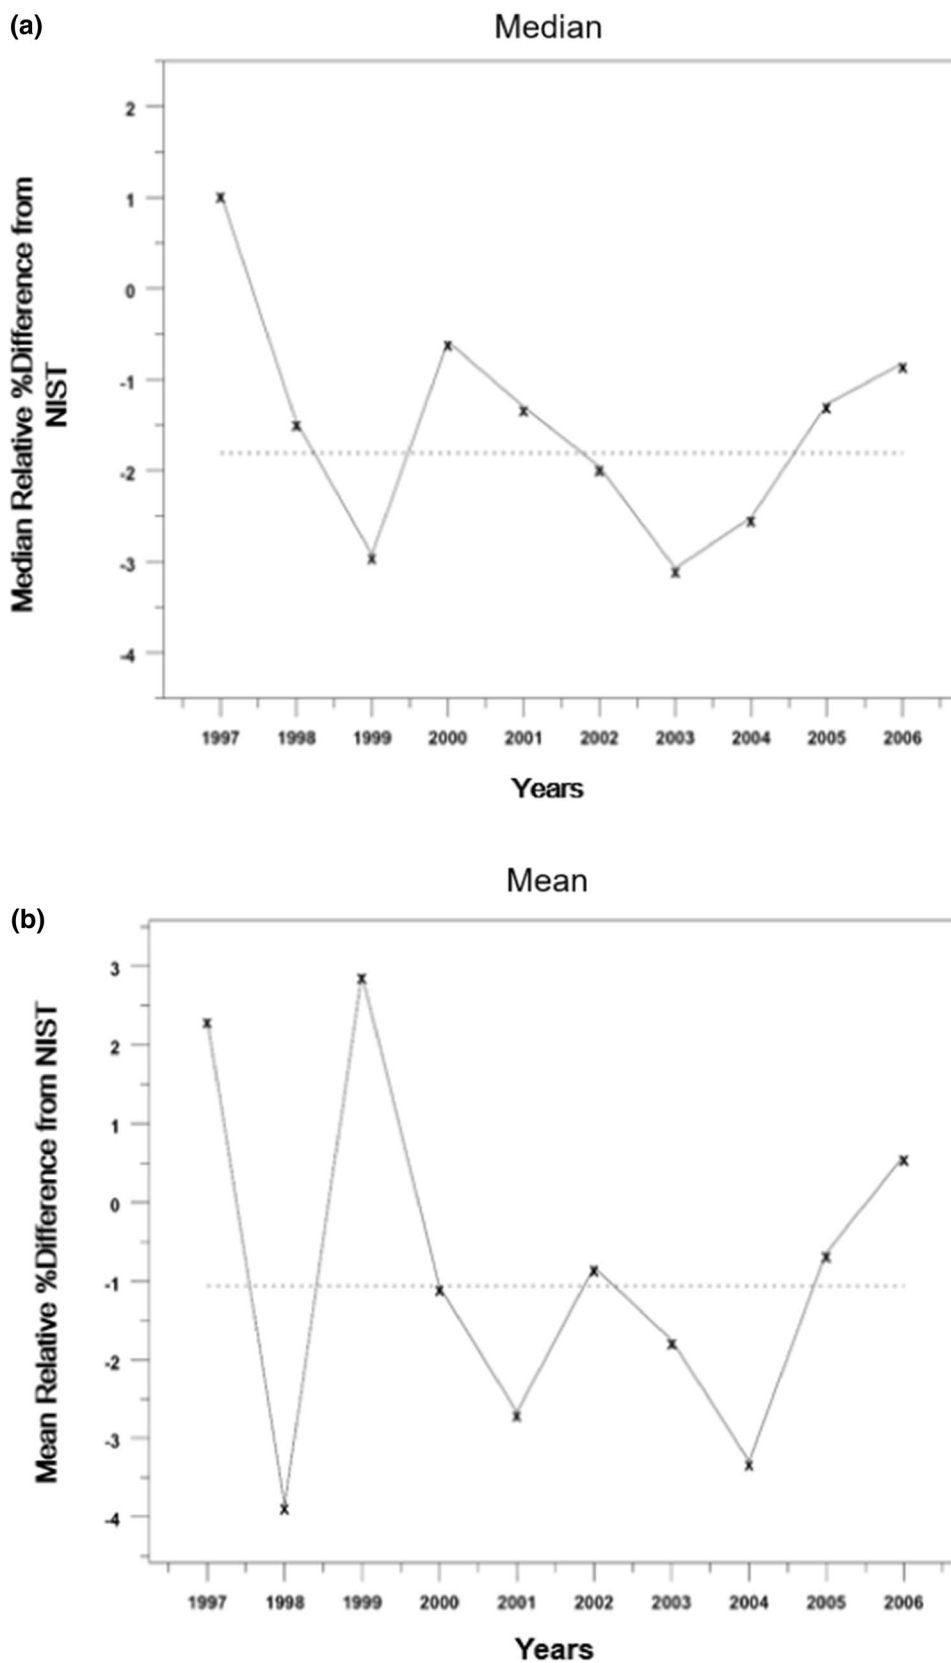 (a)
Median
Median Relative %Difference from
NIST
2
1
0
-1
-2
-3
-4
1997 1998 1999 2000 2001 2002 2003 2004 2005 2006
Years
(b)
Mean
Mean Relative %Difference from NIST
3
2
1
0
-1
-2
-3
-4
1997 1998 1999 2000 2001 2002 2003 2004 2005 2006
Years